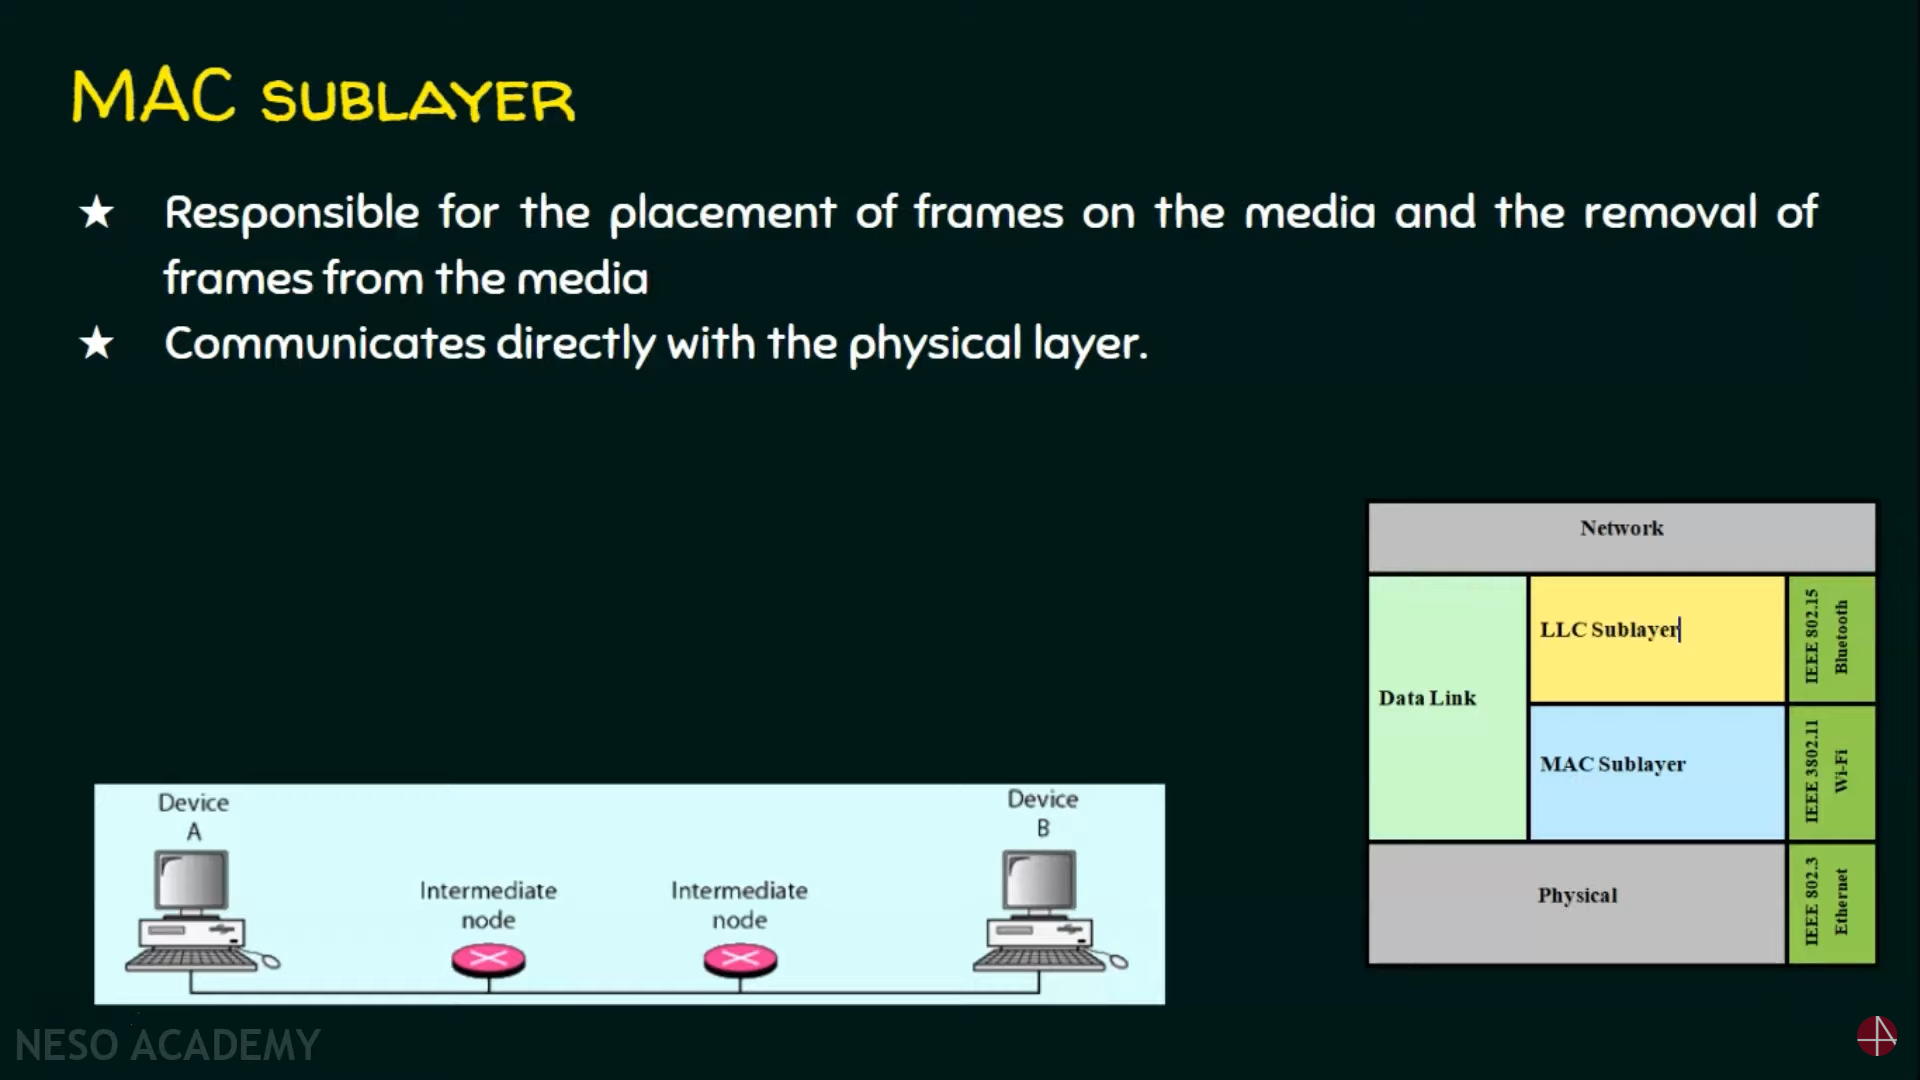 MAC SUBLAYER
★ Responsible for the placement of frames on the media and the removal of
frames from the media
★ Communicates directly with the physical layer.
Network
Data Link
LLC Sublayer
MAC Sublayer
Physical
IEEE 802.15
Bluetooth
IEEE 3802.11
Wi-Fi
IEEE 802.3
Ethernet
Device
A
Intermediate
node
Intermediate
node
Device
B
NESO ACADEMY